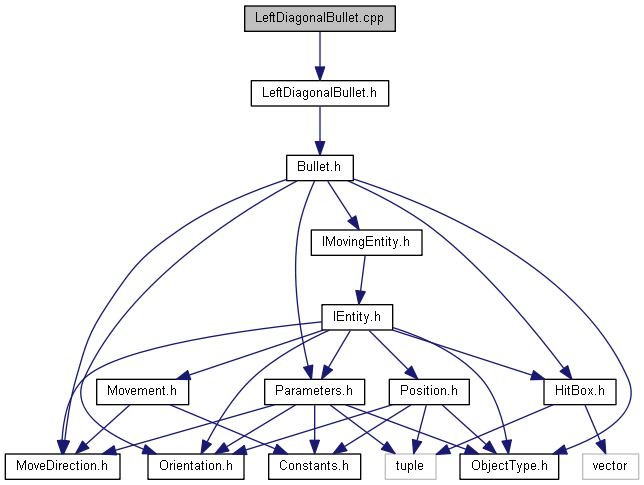 LeftDiagonalBullet.cpp
LeftDiagonalBullet.h
Bullet.h
IMovingEntity.h
IEntity.h
Movement.h
Parameters.h
Position.h
HitBox.h
MoveDirection.h
Orientation.h
Constants.h
tuple
ObjectType.h
vector